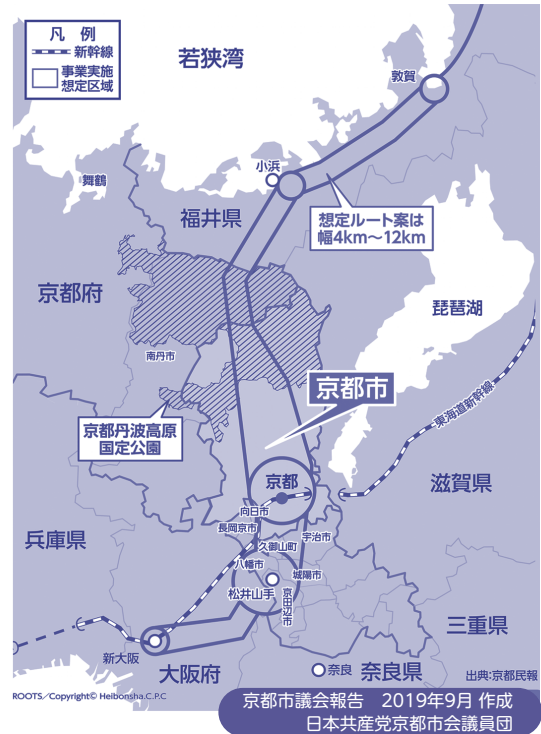 凡 例
新幹線
事業実施
想定区域
若狭湾
敦賀
小浜
舞鶴
福井県
想定ルート案は
幅4km～12km
京都府
琵琶湖
南丹市
京都市
東海道新幹線
京都丹波高原
国定公園
京都
滋賀県
向日市
長岡京市
宇治市
久御山町
兵庫県
八幡市
城陽市
松井山手
京田辺市
三重県
新大阪
大阪府
奈良
奈良県
出典:京都民報
ROOTS/Copyright© Heibonsha.C.P.C
京都市議会報告 2019年9月 作成
日本共産党京都市会議員団